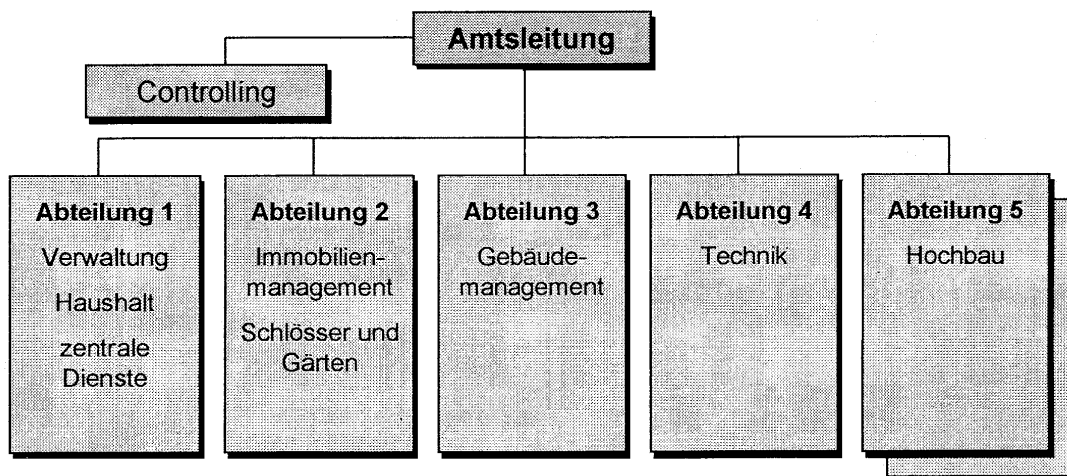 Amtsleitung
Controlling
Abteilung 1
Verwaltung
Haushalt
zentrale
Dienste
Abteilung 2
Immobilien-
management
Schlösser und
Gärten
Abteilung 3
Gebäude-
management
Abteilung 4
Technik
Abteilung 5
Hochbau